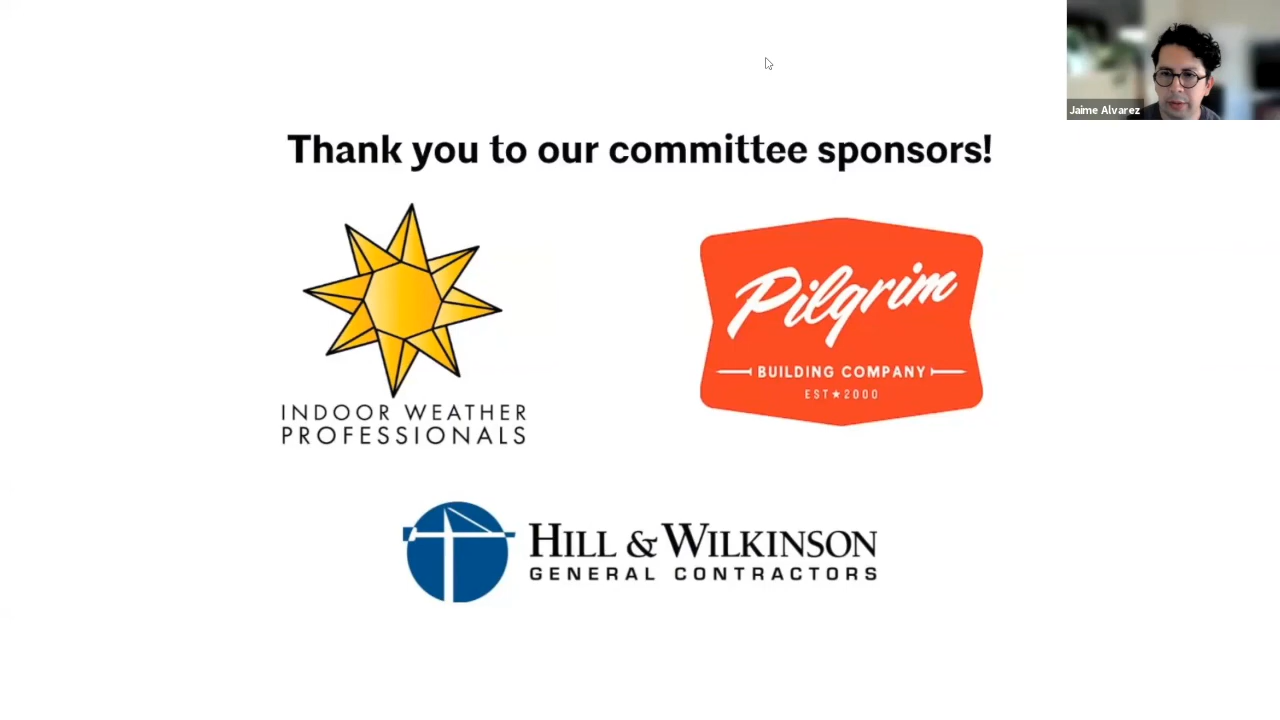 Jaime Alvarez
Thank you to our committee sponsors!
INDOOR WEATHER
PROFESSIONALS
Pilgrim
BUILDING COMPANY
EST★2000
HILL & WILKINSON
GENERAL CONTRACTORS